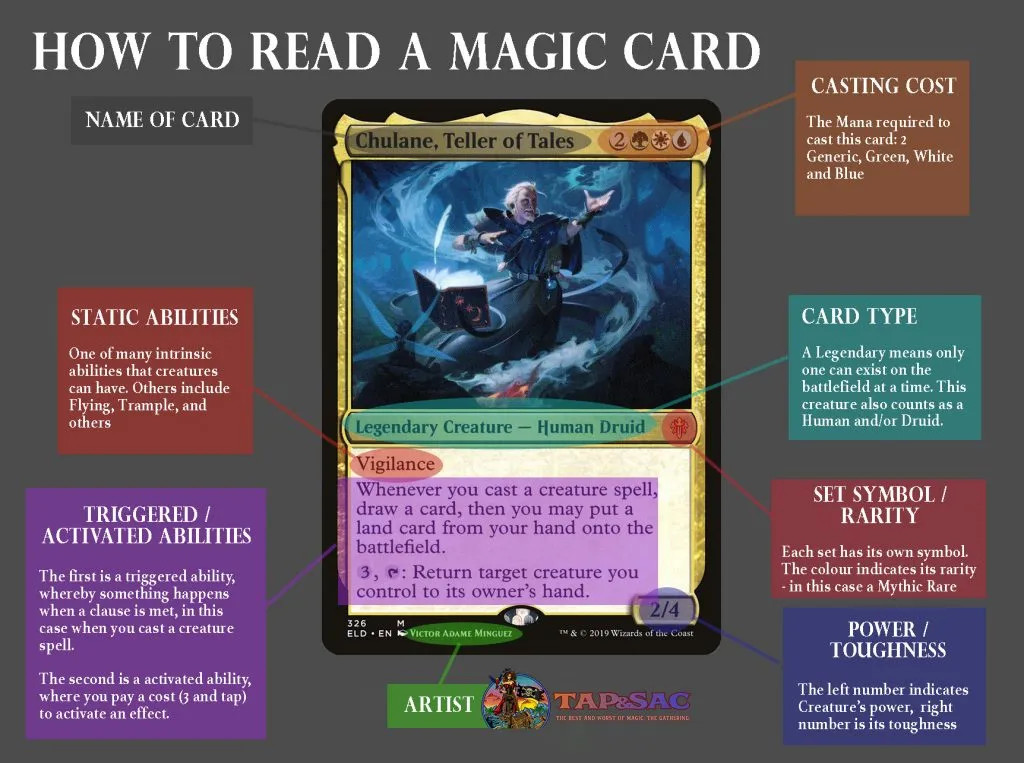 HOW TO READ A MAGIC CARD
NAME OF CARD
CASTING COST
The Mana required to
cast this card: 2
Generic, Green, White
and Blue
Chulane, Teller of Tales 2
STATIC ABILITIES
One of many intrinsic
abilities that creatures
can have. Others include
Flying, Trample, and
others
CARD TYPE
A Legendary means only
one can exist on the
battlefield at a time. This
creature also counts as a
Human and/or Druid.
Legendary Creature — Human Druid
Vigilance
Whenever you cast a creature spell,
draw a card, then you may put a
land card from your hand onto the
battlefield.
3, : Return target creature you
control to its owner's hand.
2/4
TRIGGERED /
ACTIVATED ABILITIES
The first is a triggered ability,
whereby something happens
when a clause is met, in this
case when you cast a creature
spell.
The second is a activated ability,
where you pay a cost (3 and tap)
to activate an effect.
SET SYMBOL /
RARITY
Each set has its own symbol.
The colour indicates its rarity
- in this case a Mythic Rare
POWER /
TOUGHNESS
The left number indicates
Creature's power, right
number is its toughness
326 M
ELD • EN VICTOR ADAME MINGUEZ ™ & © 2019 Wizards of the Coast
ARTIST
TAP&SAC
THE BEST AND WORST OF MAGIC: THE GATHERING